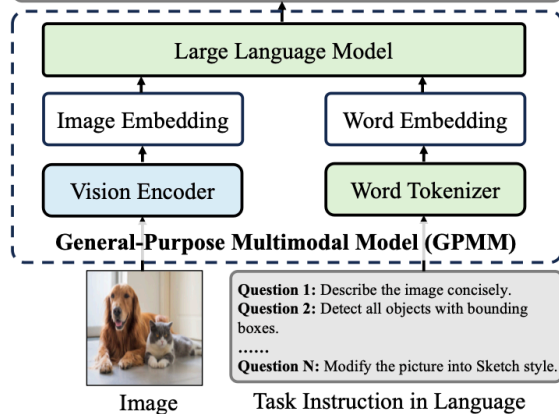 Large Language Model
Image Embedding
Word Embedding
Vision Encoder
Word Tokenizer
General-Purpose Multimodal Model (GPMM)
Question 1: Describe the image concisely.
Question 2: Detect all objects with bounding
boxes.
......
Question N: Modify the picture into Sketch style.
Image
Task Instruction in Language